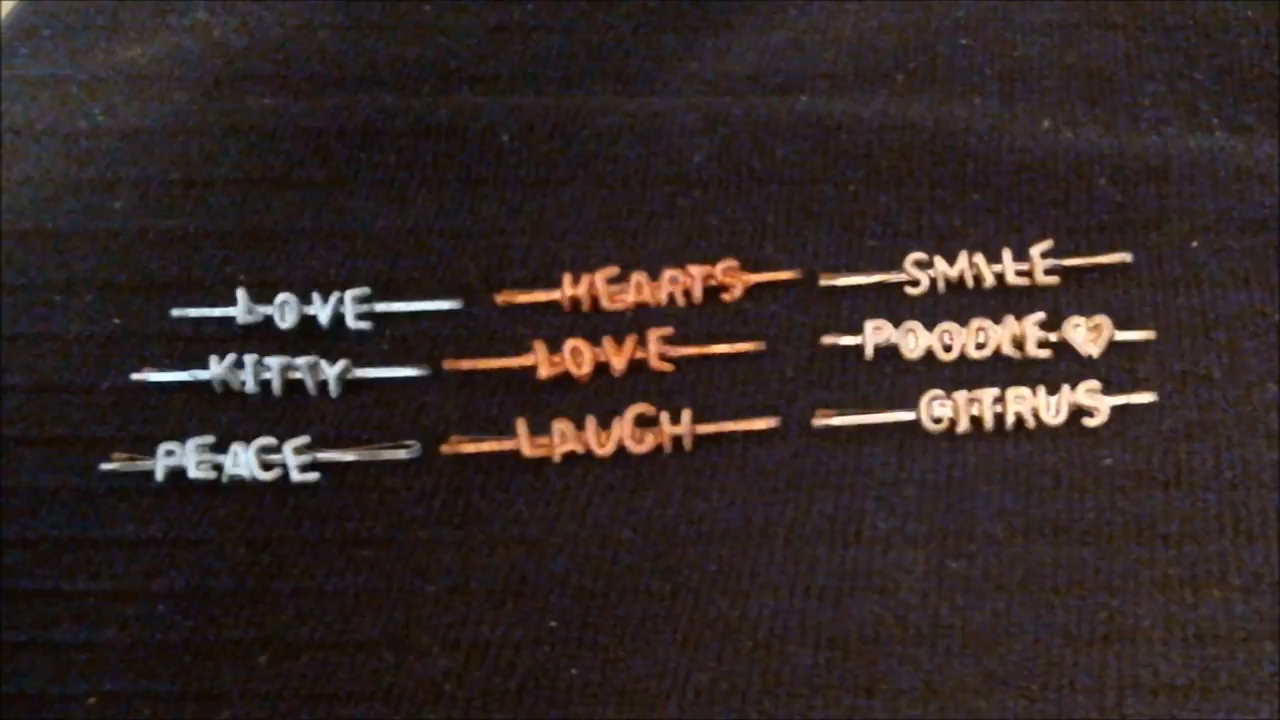 LOVE
KITTY
PEACE
HEARTS
LOVE
LAUGH
SMILE
POODLE
CITRUS